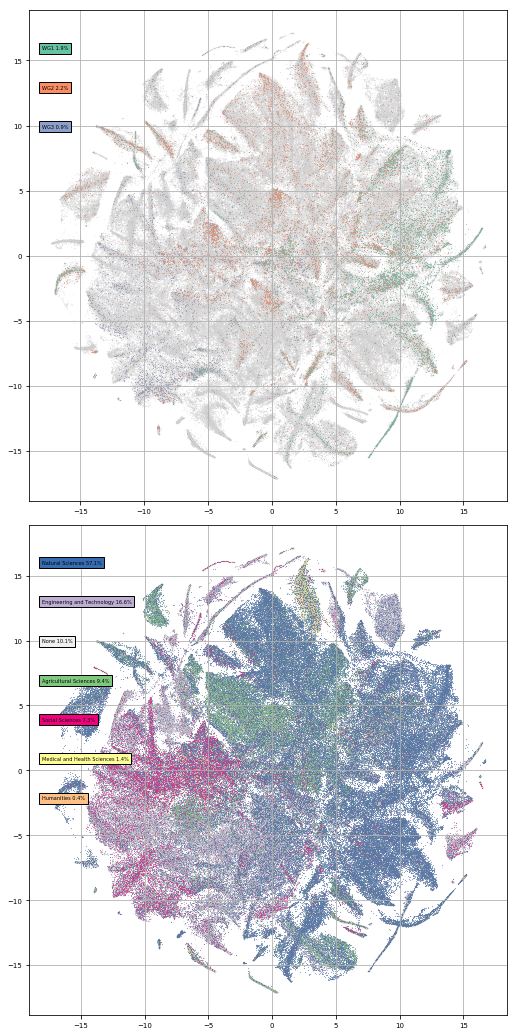 WG1 1.9%
WG2 2.2%
WG3 0.9%
15
10
5
0
−5
−10
−15
−15 −10 −5 0 5 10 15
Natural Sciences 57.1%
Engineering and Technology 16.6%
None 10.1%
Agricultural Sciences 9.4%
Social Sciences 7.3%
Medical and Health Sciences 1.4%
Humanities 0.4%
15
10
5
0
−5
−10
−15
−15 −10 −5 0 5 10 15